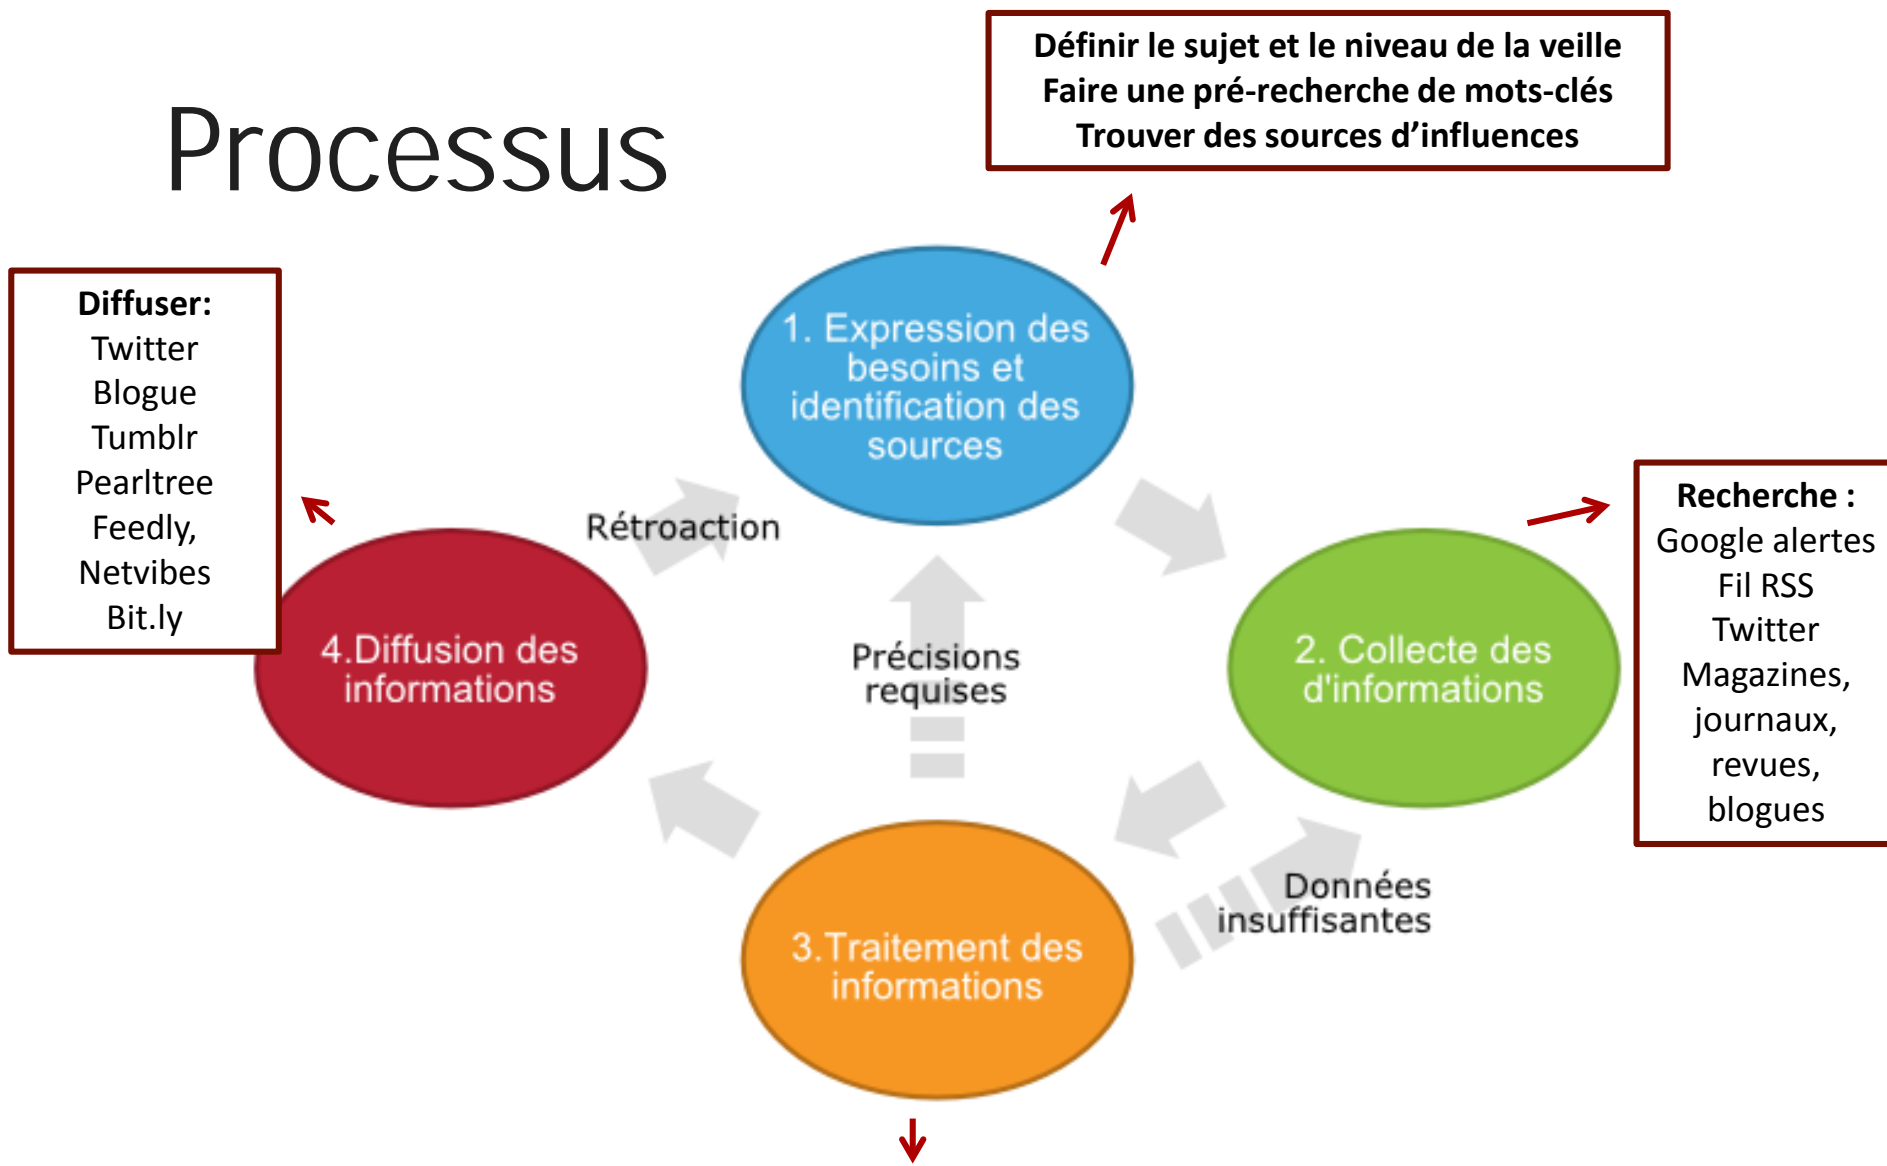 Processus
Définir le sujet et le niveau de la veille
Faire une pré-recherche de mots-clés
Trouver des sources d’influences
Diffuser:
Twitter
Blogue
Tumblr
Pearltree
Feedly,
Netvibes
Bit.ly
1. Expression des
besoins et
identification des
sources
Rétroaction
Recherche :
Google alertes
Fil RSS
Twitter
Magazines,
journaux,
revues,
blogues
4.Diffusion des
informations
Précisions
requises
2. Collecte des
d'informations
Données
insuffisantes
3.Traitement des
informations